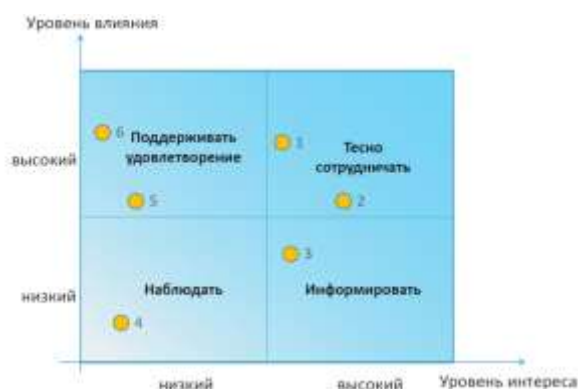 Уровень влияния
6
Поддерживать
удовлетворение
1
Тесно
сотрудничать
высокий
5
2
3
Наблюдать
Информировать
низкий
4
низкий
высокий
Уровень интереса